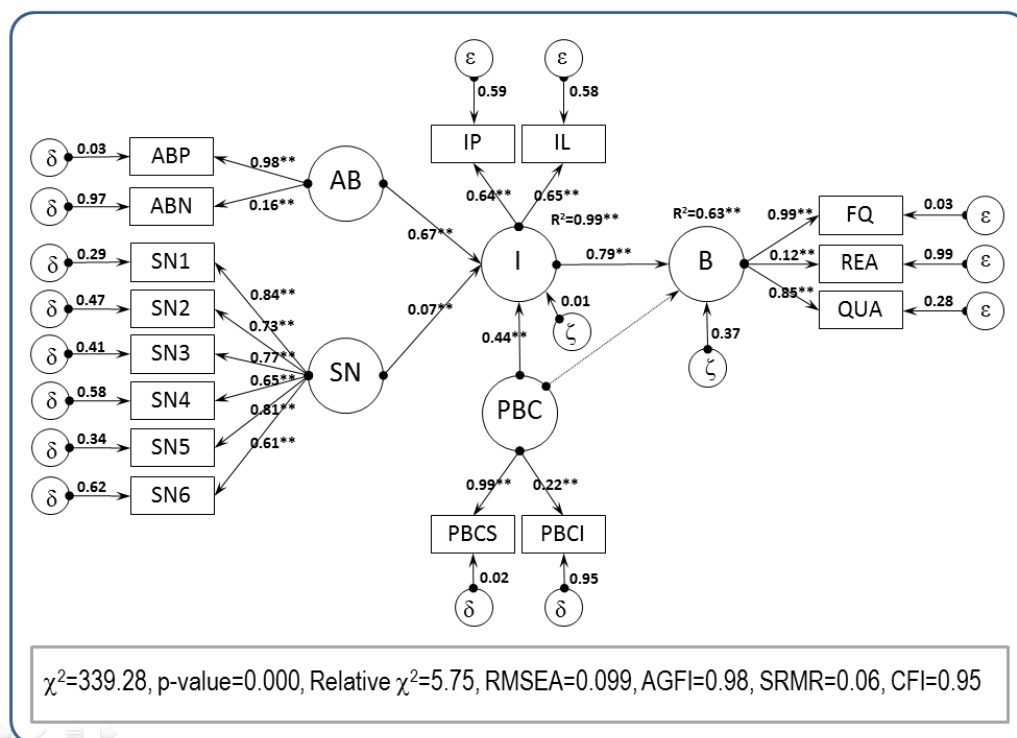 ε
ε
0.59
0.58
IP
IL
δ
0.03
ABP
0.98**
AB
0.64**
0.65**
δ
0.97
ABN
0.16**
R²=0.99**
R²=0.63**
0.99**
FQ
0.03
ε
0.67**
I
0.79**
B
0.12**
REA
0.99
ε
δ
0.29
SN1
0.84**
0.07**
0.01
ζ
0.85**
QUA
0.28
ε
δ
0.47
SN2
0.73**
0.44**
0.37
ζ
δ
0.41
SN3
0.77**
SN
δ
0.58
SN4
0.65**
PBC
0.81**
δ
0.34
SN5
0.61**
δ
0.62
SN6
0.99**
0.22**
PBCS
PBCI
0.02
0.95
δ
δ
χ²=339.28, p-value=0.000, Relative χ²=5.75, RMSEA=0.099, AGFI=0.98, SRMR=0.06, CFI=0.95